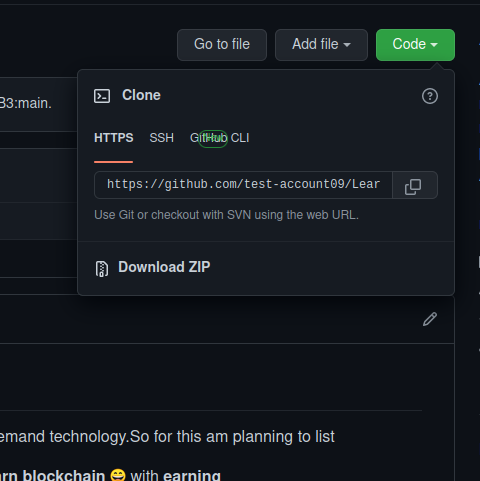 Go to file
Add file
Code
B3:main.
Clone
HTTPS
SSH
GitHub CLI
https://github.com/test-account09/Lear
Use Git or checkout with SVN using the web URL.
Download ZIP
emand technology.So for this am planning to list
rn blockchain 😄 with earning